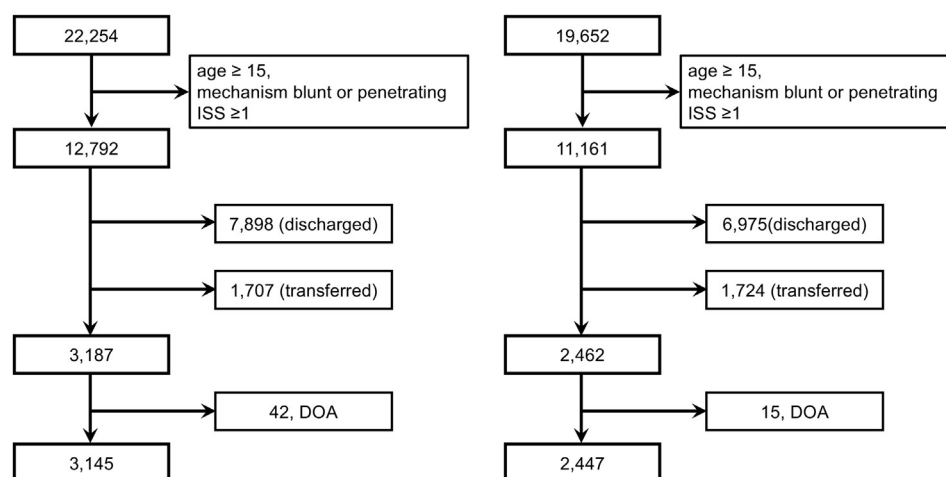 22,254
age ≥ 15,
mechanism blunt or penetrating
ISS ≥1
12,792
7,898 (discharged)
1,707 (transferred)
3,187
42, DOA
3,145
19,652
age ≥ 15,
mechanism blunt or penetrating
ISS ≥1
11,161
6,975(discharged)
1,724 (transferred)
2,462
15, DOA
2,447